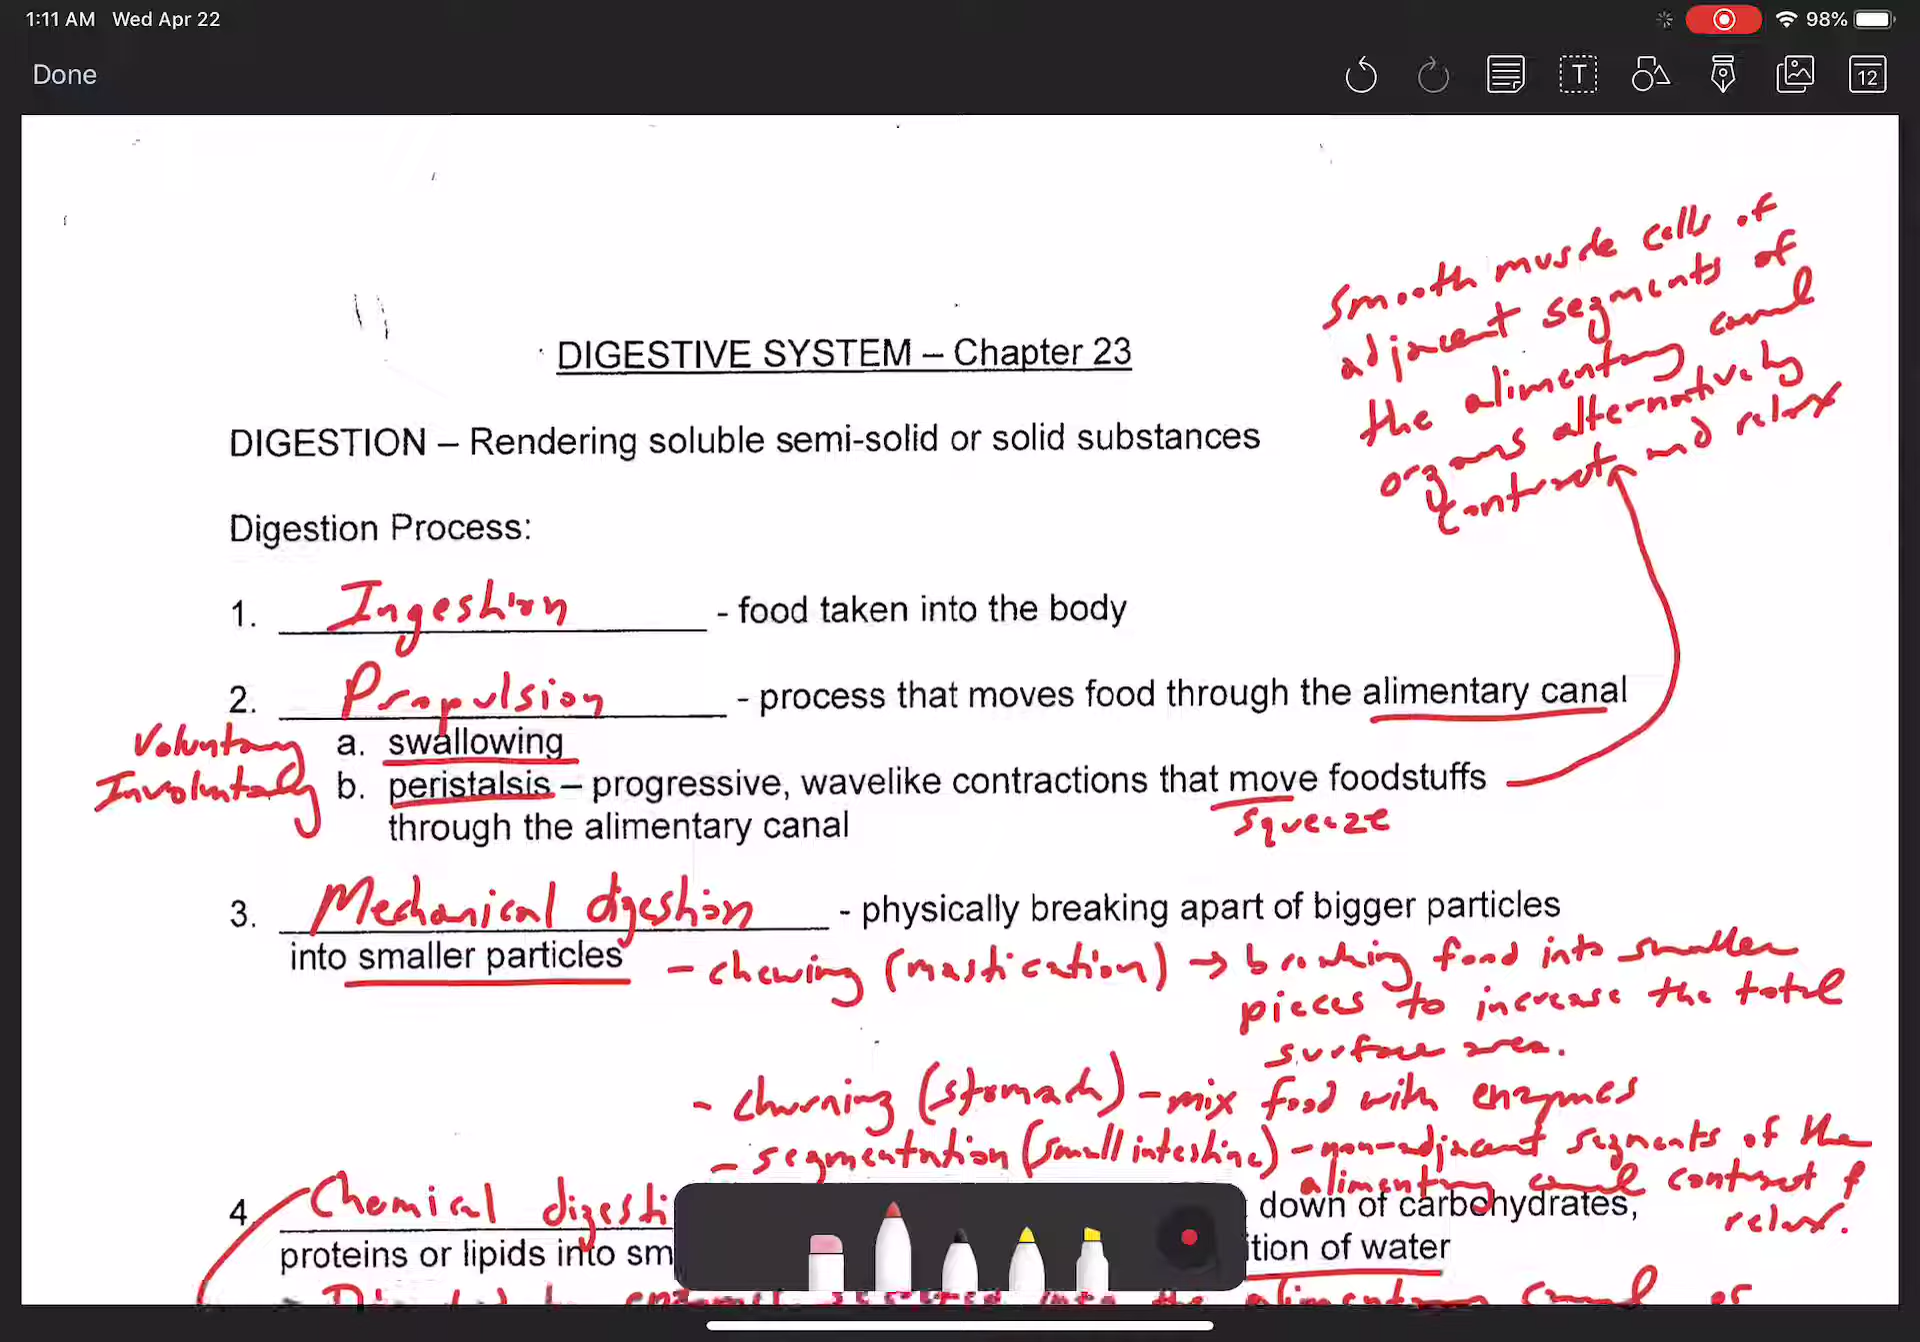 1:11 AM Wed Apr 22
98%
Done
T
12
Smooth muscle cells of
adjacent segments of
the alimentary canal
organs alternatively
contract and relax
DIGESTIVE SYSTEM – Chapter 23
DIGESTION – Rendering soluble semi-solid or solid substances
Digestion Process:
1. Ingestion - food taken into the body
2. Propulsion - process that moves food through the alimentary canal
Voluntary a. swallowing
Involuntary b. peristalsis – progressive, wavelike contractions that move foodstuffs
squeeze
through the alimentary canal
3. Mechanical digestion - physically breaking apart of bigger particles
into smaller particles - chewing (mastication) → breaking food into smaller
pieces to increase the total
surface area.
- churning (stomach) - mix food with enzymes
- segmentation (small intestine) - non-adjacent segments of the
alimentary canal contract &
relax.
4. Chemical digesti down of carbohydrates,
proteins or lipids into sm ition of water
enzymes the alimentary canal or